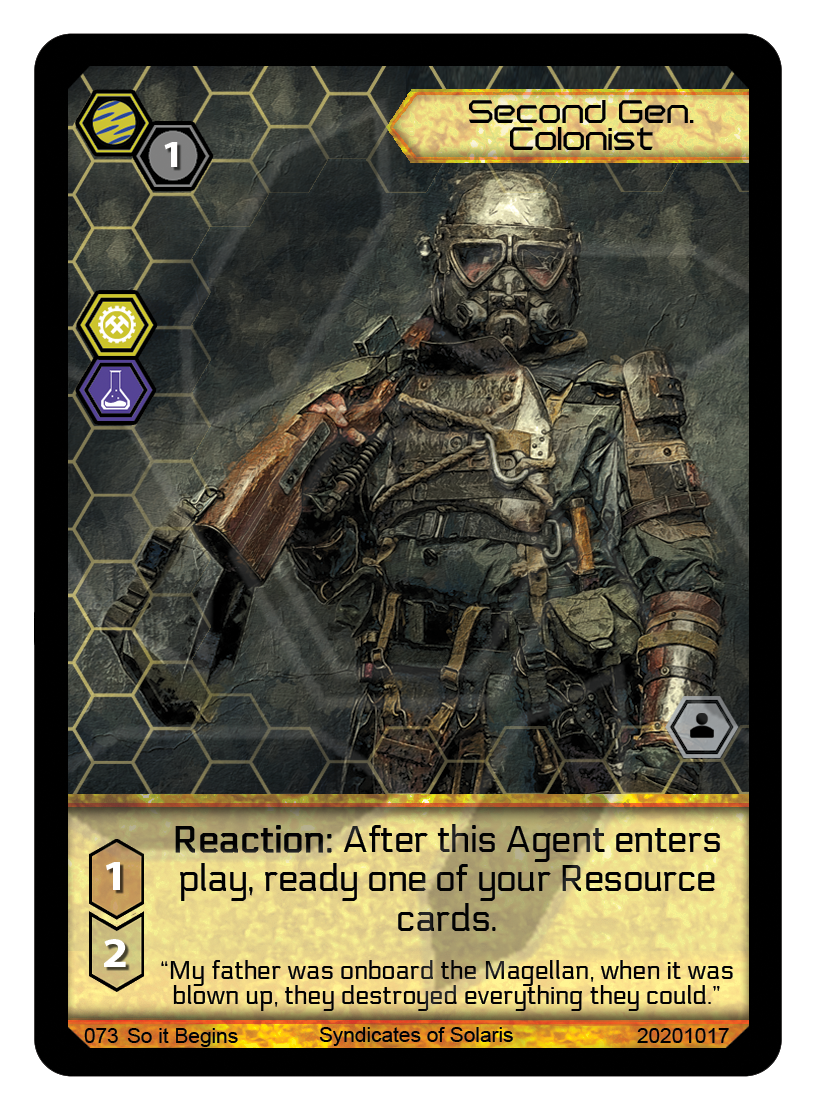 Second Gen.
Colonist
1
Reaction: After this Agent enters
play, ready one of your Resource
cards.
1
2
“My father was onboard the Magellan, when it was
blown up, they destroyed everything they could.”
073 So it Begins Syndicates of Solaris 20201017